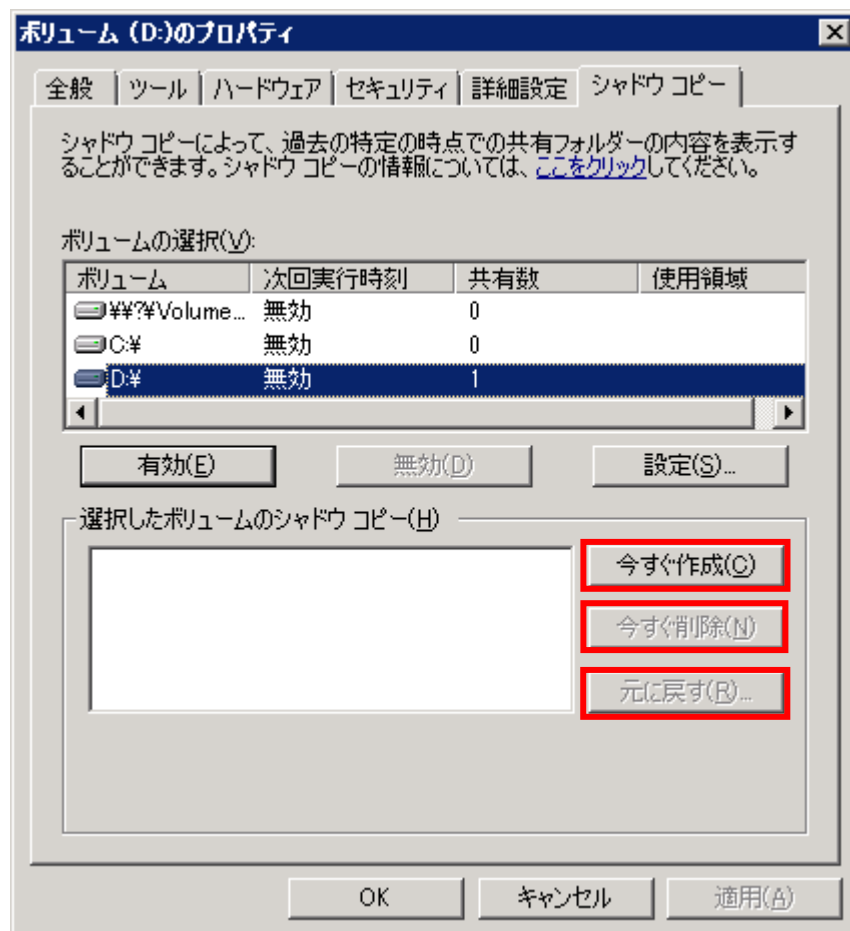 ボリューム (D:)のプロパティ
全般 ツール ハードウェア セキュリティ 詳細設定 シャドウ コピー
シャドウ コピーによって、過去の特定の時点での共有フォルダーの内容を表示す
ることができます。シャドウ コピーの情報については、ここをクリックしてください。
ボリュームの選択(V):
ボリューム 次回実行時刻 共有数 使用領域
¥¥?¥Volume... 無効 0
C:¥ 無効 0
D:¥ 無効 1
有効(E) 無効(D) 設定(S)...
選択したボリュームのシャドウ コピー(H)
今すぐ作成(C)
今すぐ削除(N)
元に戻す(R)...
OK キャンセル 適用(A)